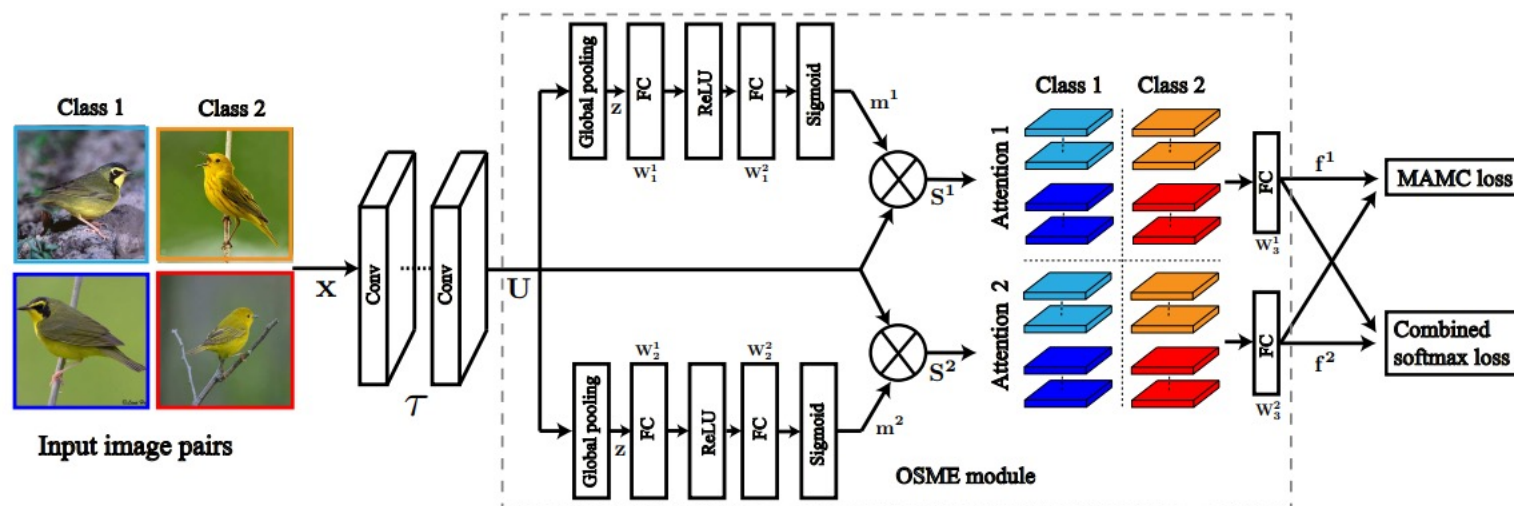 Class 1
Class 2
Input image pairs
x
Conv
Conv
τ
U
Global pooling
z
FC
W₁¹
ReLU
FC
W₁²
Sigmoid
m¹
S¹
Global pooling
z
FC
W₂¹
ReLU
FC
W₂²
Sigmoid
m²
S²
OSME module
Class 1
Class 2
Attention 1
Attention 2
FC
W₃¹
f¹
FC
W₃²
f²
MAMC loss
Combined
softmax loss